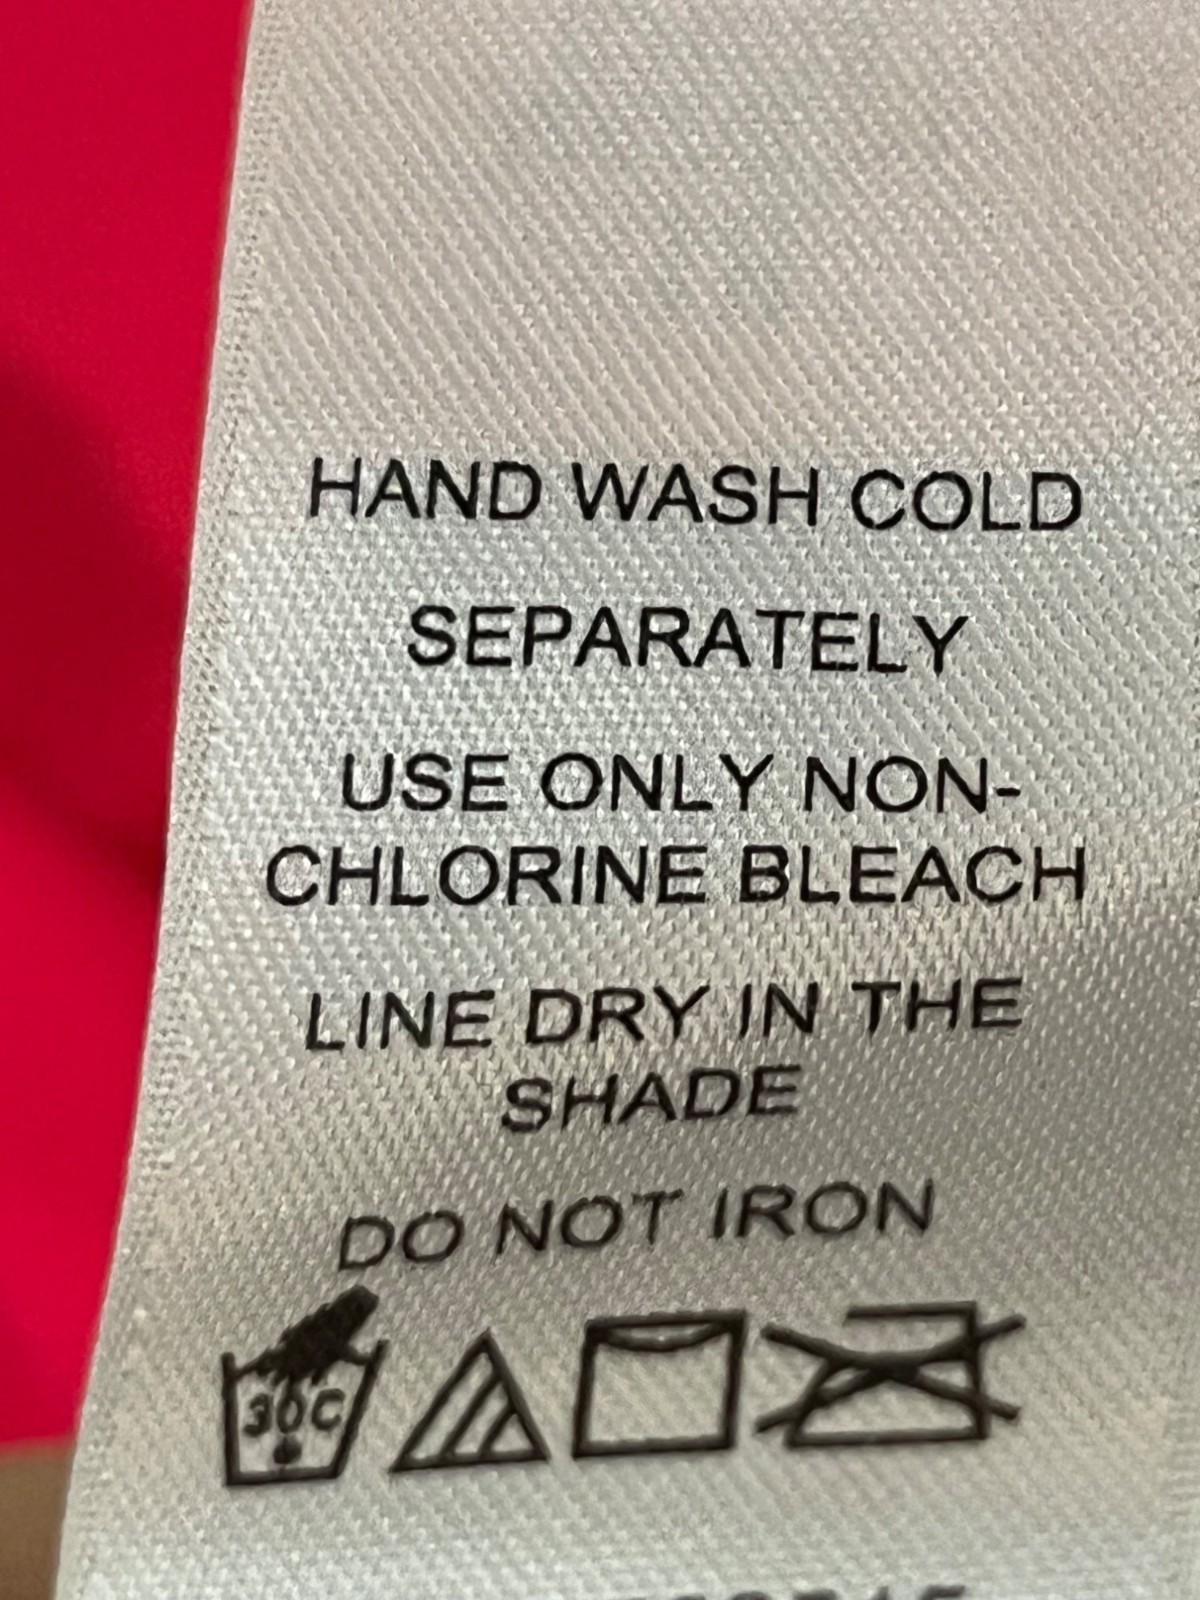 HAND WASH COLD
SEPARATELY
USE ONLY NON-
CHLORINE BLEACH
LINE DRY IN THE
SHADE
DO NOT IRON
30C